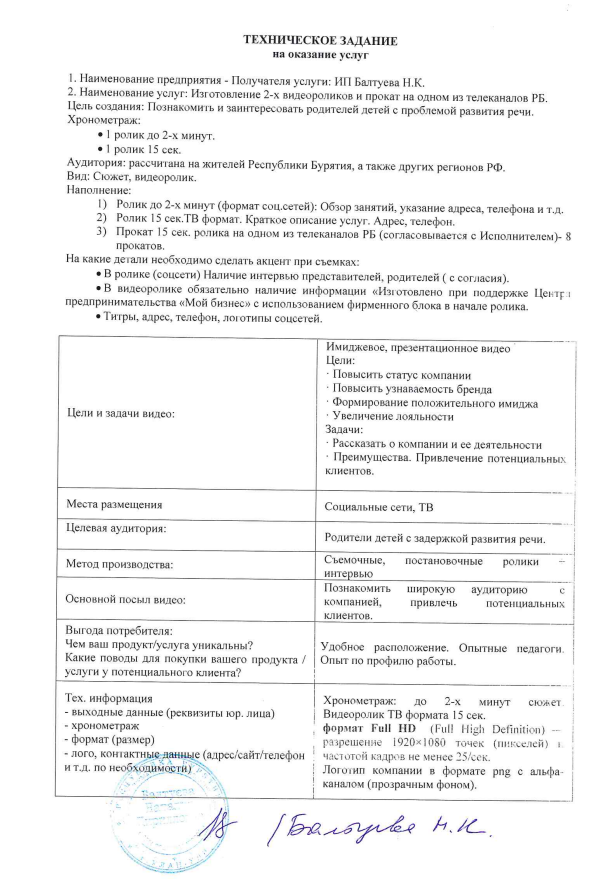 ТЕХНИЧЕСКОЕ ЗАДАНИЕ
на оказание услуг
1. Наименование предприятия - Получателя услуги: ИП Балтуева Н.К.
2. Наименование услуг: Изготовление 2-х видеороликов и прокат на одном из телеканалов РБ.
Цель создания: Познакомить и заинтересовать родителей детей с проблемой развития речи.
Хронометраж:
• 1 ролик до 2-х минут.
• 1 ролик 15 сек.
Аудитория: рассчитана на жителей Республики Бурятия, а также других регионов РФ.
Вид: Сюжет, видеоролик.
Наполнение:
1) Ролик до 2-х минут (формат соц.сетей): Обзор занятий, указание адреса, телефона и т.д.
2) Ролик 15 сек.ТВ формат. Краткое описание услуг. Адрес, телефон.
3) Прокат 15 сек. ролика на одном из телеканалов РБ (согласовывается с Исполнителем)- 8
прокатов.
На какие детали необходимо сделать акцент при съемках:
• В ролике (соцсети) Наличие интервью представителей, родителей ( с согласия).
• В видеоролике обязательно наличие информации «Изготовлено при поддержке Центра
предпринимательства «Мой бизнес» с использованием фирменного блока в начале ролика.
• Титры, адрес, телефон, логотипы соцсетей.
Цели и задачи видео:
Имиджевое, презентационное видео
Цели:
· Повысить статус компании
· Повысить узнаваемость бренда
· Формирование положительного имиджа
· Увеличение лояльности
Задачи:
· Рассказать о компании и ее деятельности
· Преимущества. Привлечение потенциальных
клиентов.
Места размещения
Социальные сети, ТВ
Целевая аудитория:
Родители детей с задержкой развития речи.
Метод производства:
Съемочные, постановочные ролики –
интервью
Основной посыл видео:
Познакомить широкую аудиторию с
компанией, привлечь потенциальных
клиентов.
Выгода потребителя:
Чем ваш продукт/услуга уникальны?
Какие поводы для покупки вашего продукта /
услуги у потенциального клиента?
Удобное расположение. Опытные педагоги.
Опыт по профилю работы.
Тех. информация
- выходные данные (реквизиты юр. лица)
- хронометраж
- формат (размер)
- лого, контактные данные (адрес/сайт/телефон
и т.д. по необходимости)
Хронометраж: до 2-х минут сюжет.
Видеоролик ТВ формата 15 сек.
формат Full HD (Full High Definition) –
разрешение 1920×1080 точек (пикселей) и
частотой кадров не менее 25/сек.
Логотип компании в формате png с альфа-
каналом (прозрачным фоном).
Балтуева
/Балтуева Н.К.